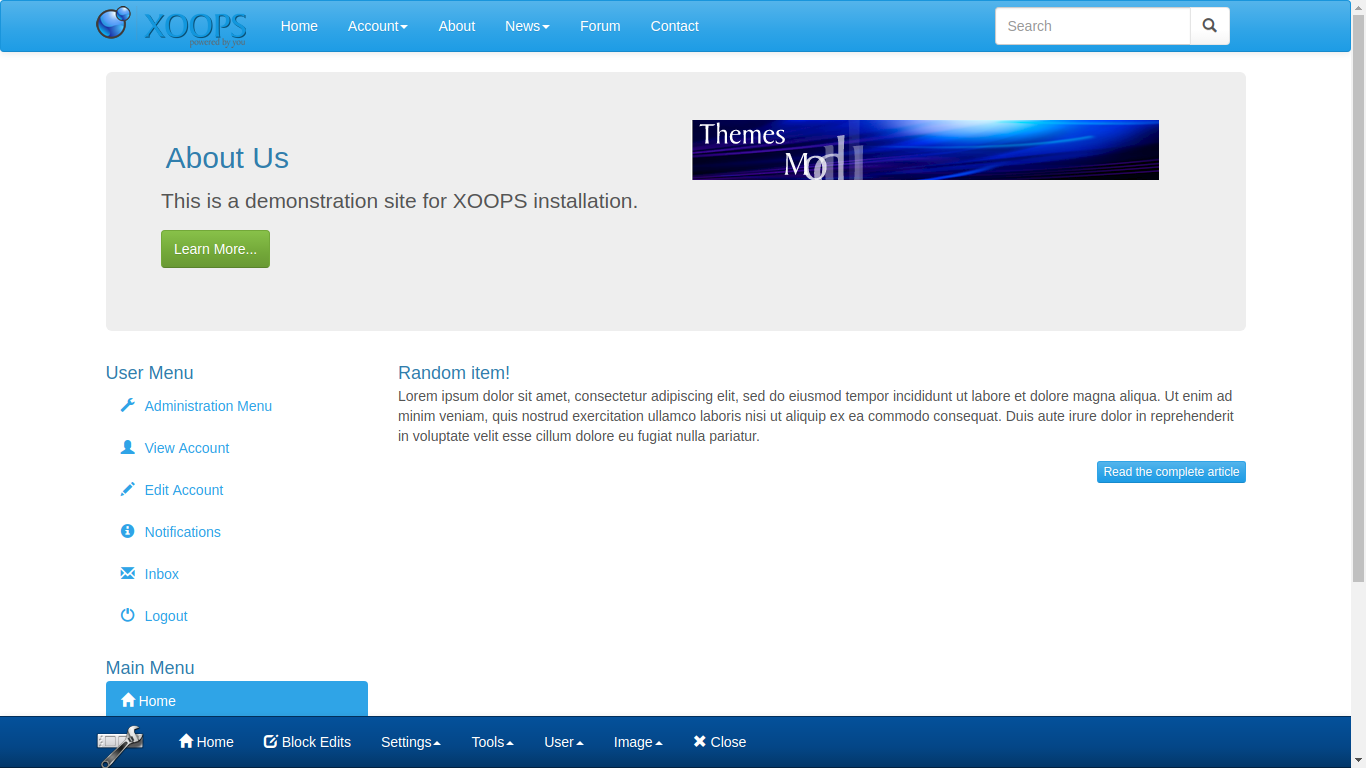 XOOPS
powered by you
Home Account About News Forum Contact
Search
Themes
About Us
This is a demonstration site for XOOPS installation.
Learn More...
User Menu
Administration Menu
View Account
Edit Account
Notifications
Inbox
Logout
Main Menu
Home
Random item!
Lorem ipsum dolor sit amet, consectetur adipiscing elit, sed do eiusmod tempor incididunt ut labore et dolore magna aliqua. Ut enim ad
minim veniam, quis nostrud exercitation ullamco laboris nisi ut aliquip ex ea commodo consequat. Duis aute irure dolor in reprehenderit
in voluptate velit esse cillum dolore eu fugiat nulla pariatur.
Read the complete article
Home Block Edits Settings Tools User Image Close